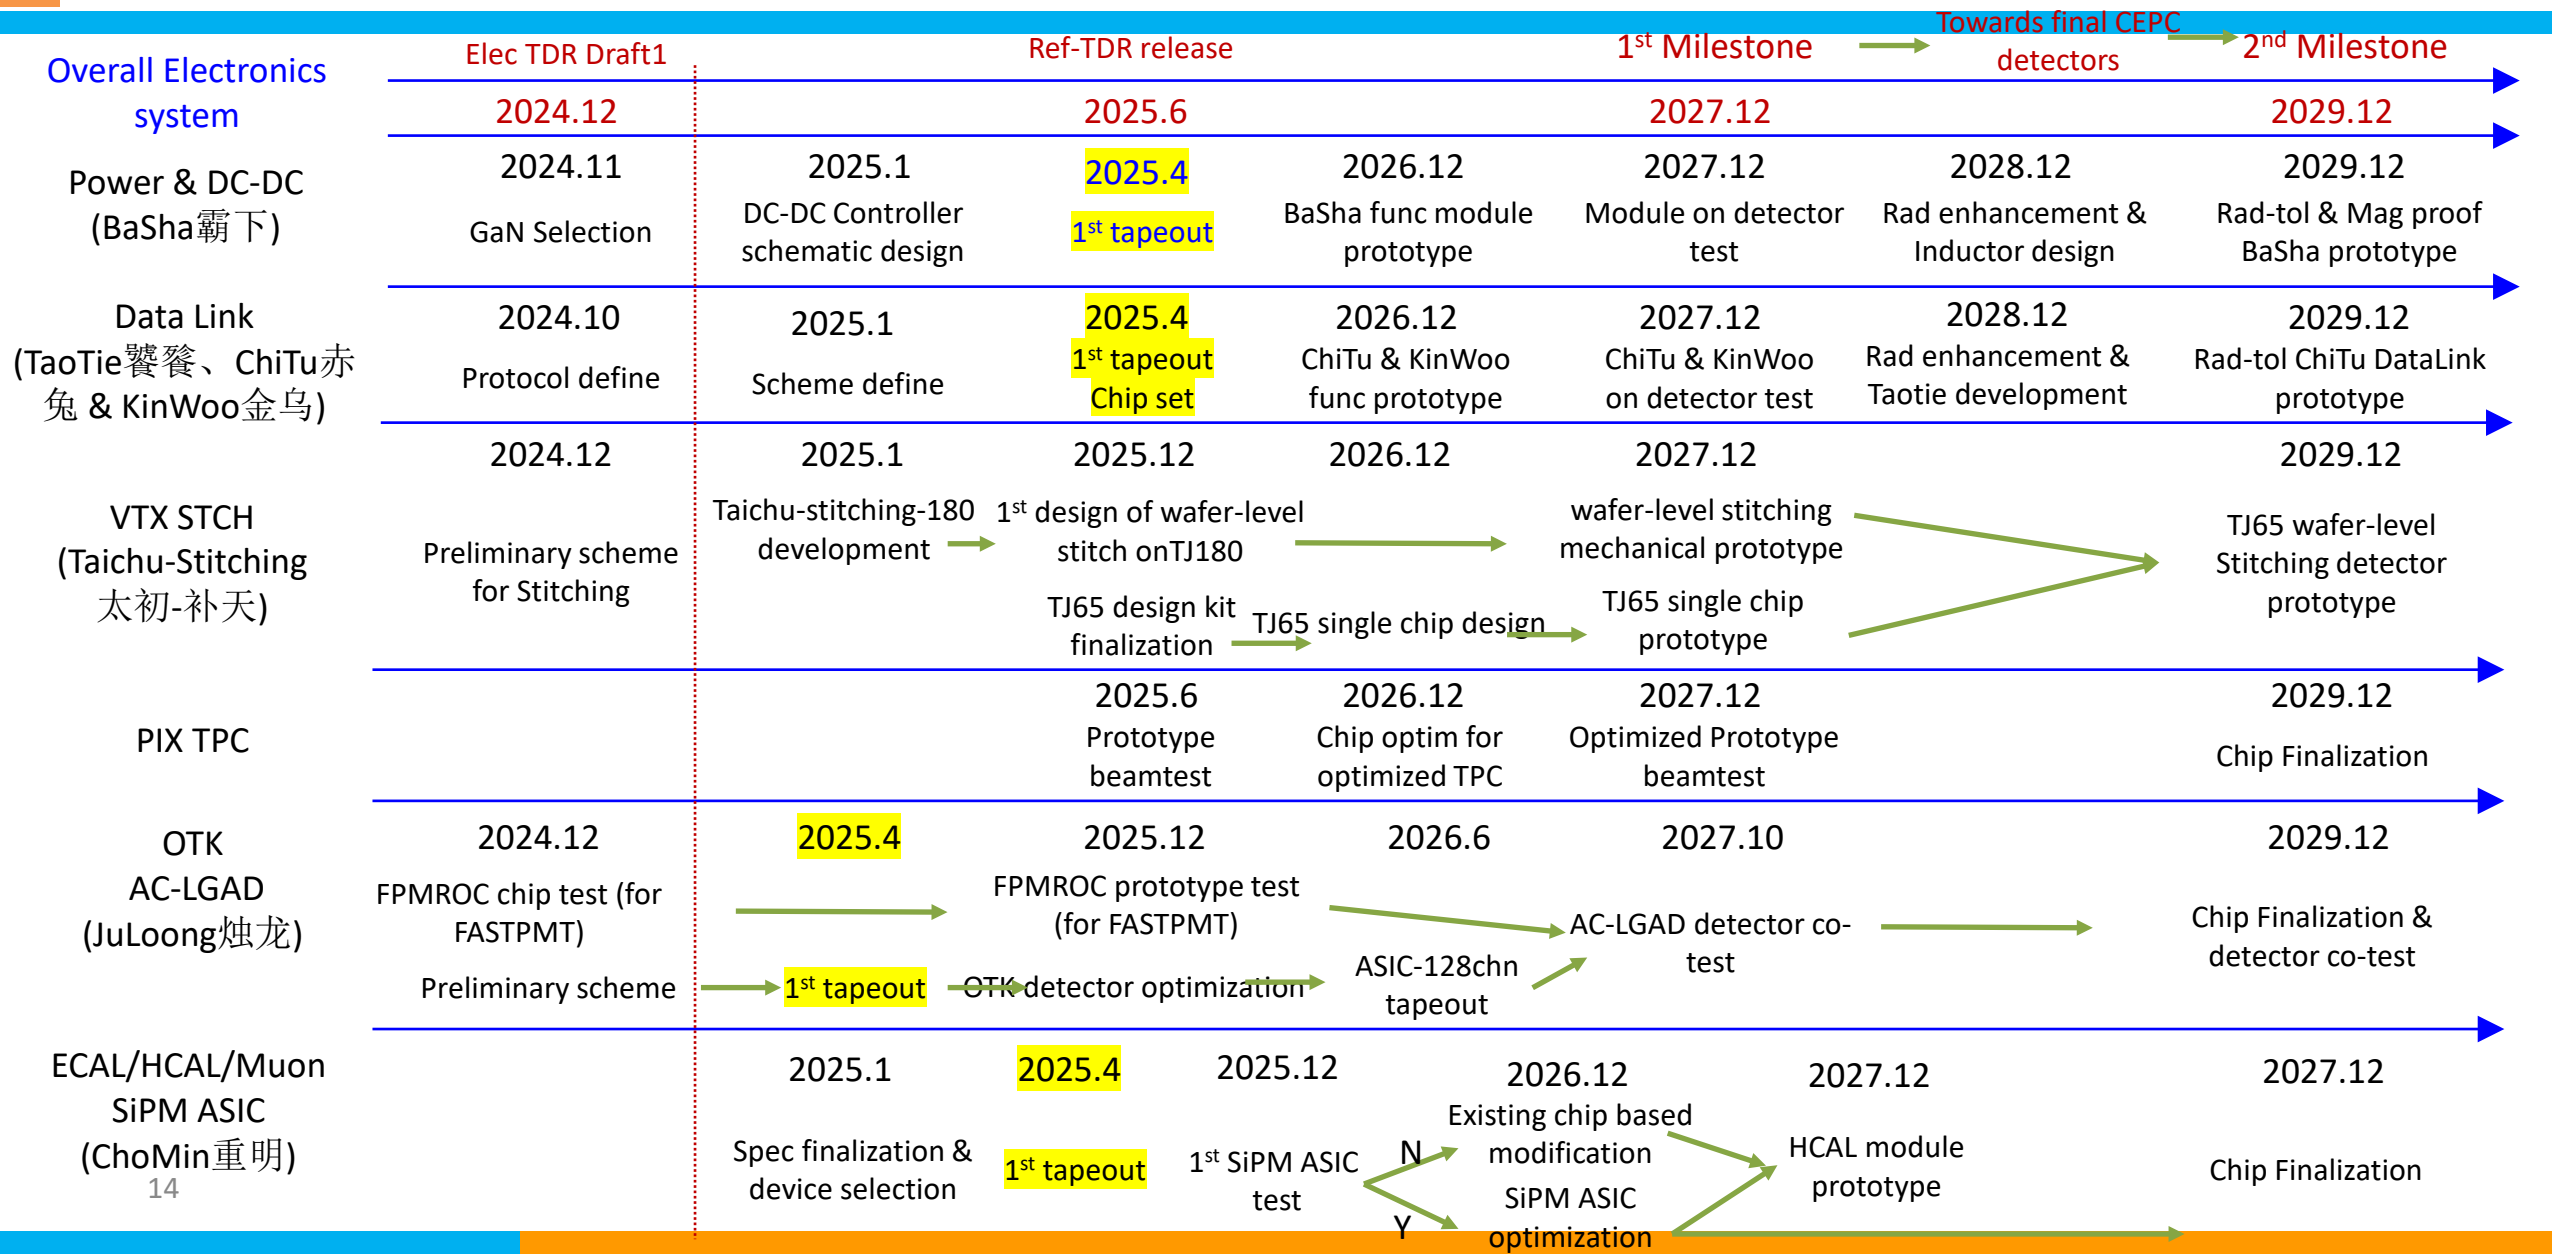 Elec TDR Draft1
Ref-TDR release
1st Milestone
Towards final CEPC
detectors
2nd Milestone
Overall Electronics
system
2024.12
2025.6
2027.12
2029.12
Power & DC-DC
(BaSha霸下)
2024.11
GaN Selection
2025.1
DC-DC Controller
schematic design
2025.4
1st tapeout
2026.12
BaSha func module
prototype
2027.12
Module on detector
test
2028.12
Rad enhancement &
Inductor design
2029.12
Rad-tol & Mag proof
BaSha prototype
Data Link
(TaoTie饕餮、ChiTu赤
兔 & KinWoo金乌)
2024.10
Protocol define
2025.1
Scheme define
2025.4
1st tapeout
Chip set
2026.12
ChiTu & KinWoo
func prototype
2027.12
ChiTu & KinWoo
on detector test
2028.12
Rad enhancement &
Taotie development
2029.12
Rad-tol ChiTu DataLink
prototype
VTX STCH
(Taichu-Stitching
太初-补天)
2024.12
Preliminary scheme
for Stitching
2025.1
Taichu-stitching-180
development
2025.12
1st design of wafer-level
stitch onTJ180
TJ65 design kit
finalization
2026.12
TJ65 single chip design
2027.12
wafer-level stitching
mechanical prototype
TJ65 single chip
prototype
2029.12
TJ65 wafer-level
Stitching detector
prototype
PIX TPC
2025.6
Prototype
beamtest
2026.12
Chip optim for
optimized TPC
2027.12
Optimized Prototype
beamtest
2029.12
Chip Finalization
OTK
AC-LGAD
(JuLoong烛龙)
2024.12
FPMROC chip test (for
FASTPMT)
Preliminary scheme
2025.4
1st tapeout
2025.12
FPMROC prototype test
(for FASTPMT)
OTK detector optimization
2026.6
ASIC-128chn
tapeout
2027.10
AC-LGAD detector co-
test
2029.12
Chip Finalization &
detector co-test
ECAL/HCAL/Muon
SiPM ASIC
(ChoMin重明)
2025.1
Spec finalization &
device selection
2025.4
1st tapeout
2025.12
1st SiPM ASIC
test
N
Y
2026.12
Existing chip based
modification
SiPM ASIC
optimization
2027.12
HCAL module
prototype
2027.12
Chip Finalization
14